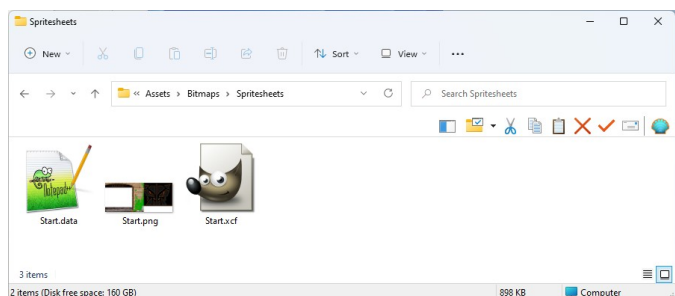 Spritesheets
New
Sort
View
Assets > Bitmaps > Spritesheets
Search Spritesheets
Notepad++
Start.data
Start.png
Start.xcf
3 items
2 items (Disk free space: 160 GB)
898 KB
Computer